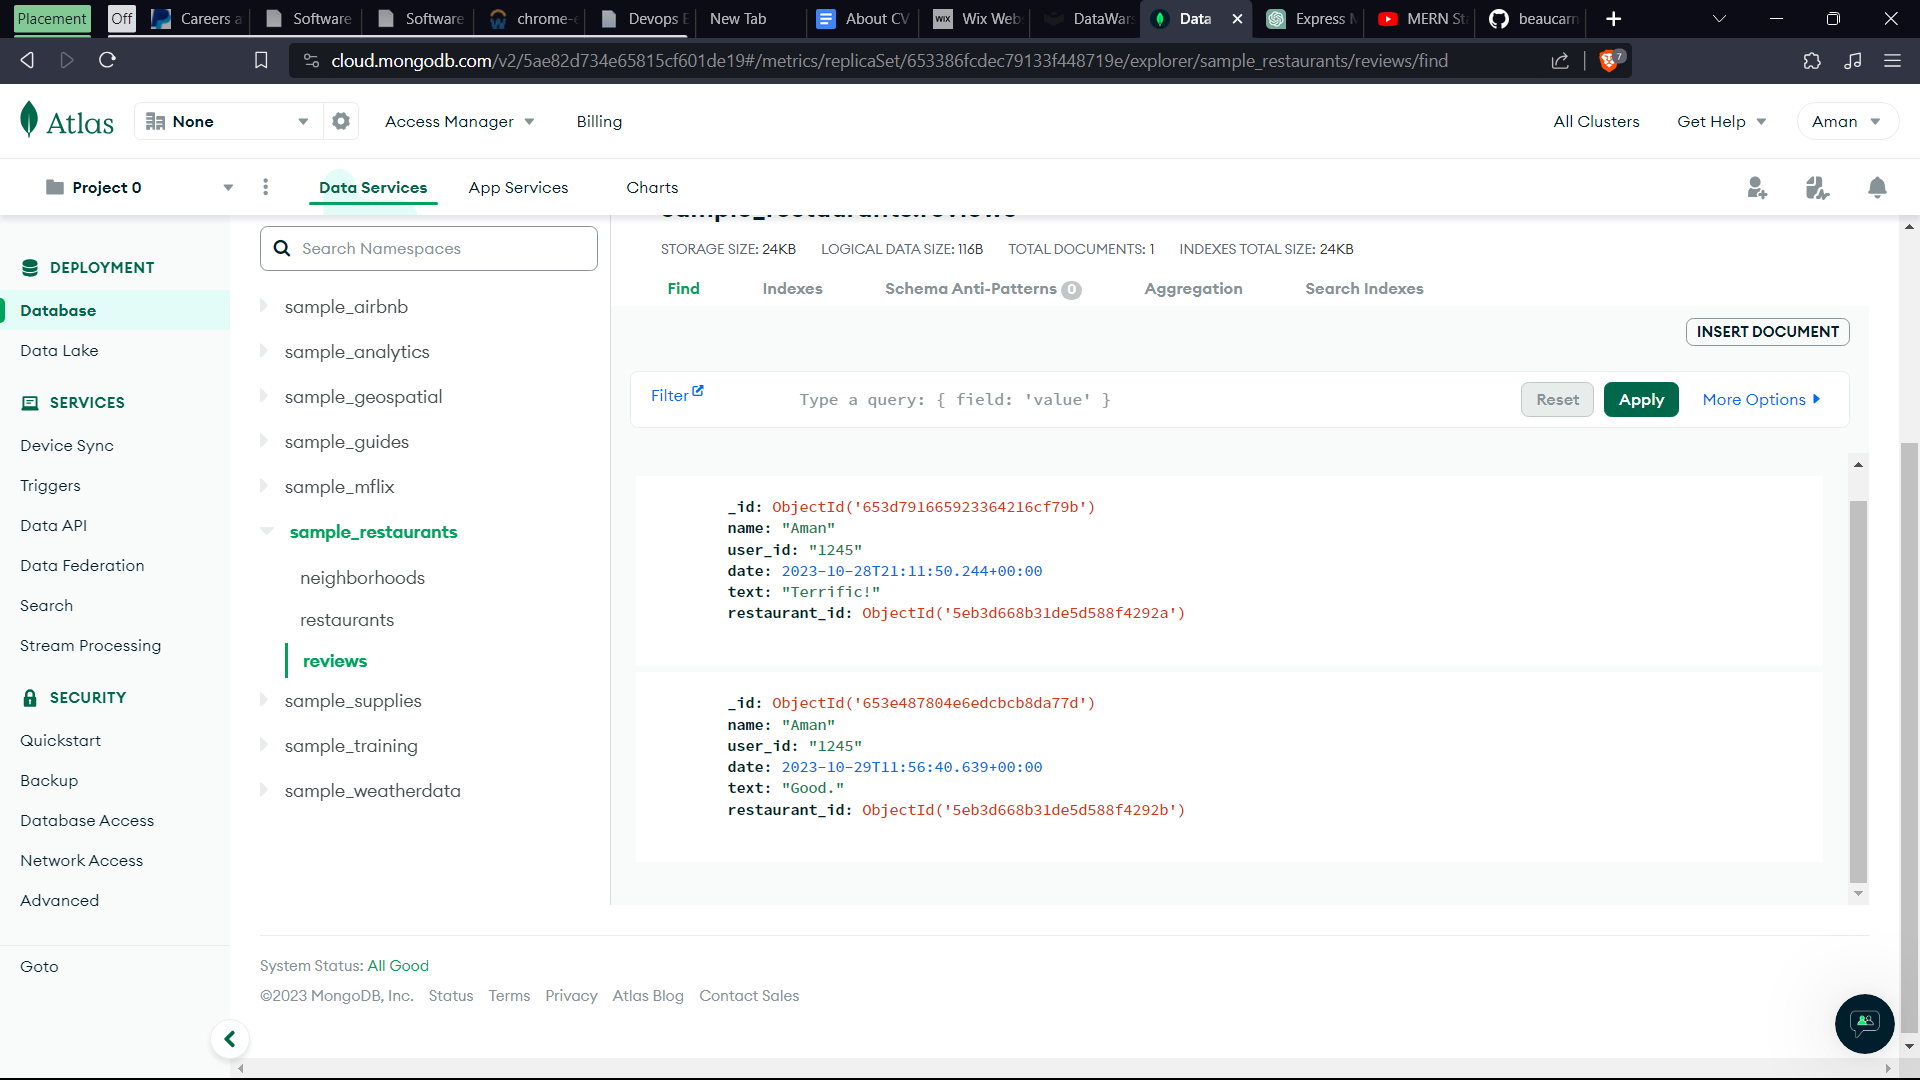 Placement Off Careers a Software Software chrome-e Devops E New Tab About CV Wix Web DataWars Data Express M MERN St beaucarn
cloud.mongodb.com/v2/5ae82d734e65815cf601de19#/metrics/replicaSet/653386fcdec79133f448719e/explorer/sample_restaurants/reviews/find 7
Atlas None Access Manager Billing All Clusters Get Help Aman
Project 0 Data Services App Services Charts
sample_restaurants.reviews
DEPLOYMENT
Database
Data Lake
SERVICES
Device Sync
Triggers
Data API
Data Federation
Search
Stream Processing
SECURITY
Quickstart
Backup
Database Access
Network Access
Advanced
Goto
Search Namespaces
sample_airbnb
sample_analytics
sample_geospatial
sample_guides
sample_mflix
sample_restaurants
neighborhoods
restaurants
reviews
sample_supplies
sample_training
sample_weatherdata
STORAGE SIZE: 24KB LOGICAL DATA SIZE: 116B TOTAL DOCUMENTS: 1 INDEXES TOTAL SIZE: 24KB
Find Indexes Schema Anti-Patterns 0 Aggregation Search Indexes
INSERT DOCUMENT
Filter Type a query: { field: 'value' } Reset Apply More Options
_id: ObjectId('653d791665923364216cf79b')
name: "Aman"
user_id: "1245"
date: 2023-10-28T21:11:50.244+00:00
text: "Terrific!"
restaurant_id: ObjectId('5eb3d668b31de5d588f4292a')
_id: ObjectId('653e487804e6edcbcb8da77d')
name: "Aman"
user_id: "1245"
date: 2023-10-29T11:56:40.639+00:00
text: "Good."
restaurant_id: ObjectId('5eb3d668b31de5d588f4292b')
System Status: All Good
©2023 MongoDB, Inc. Status Terms Privacy Atlas Blog Contact Sales